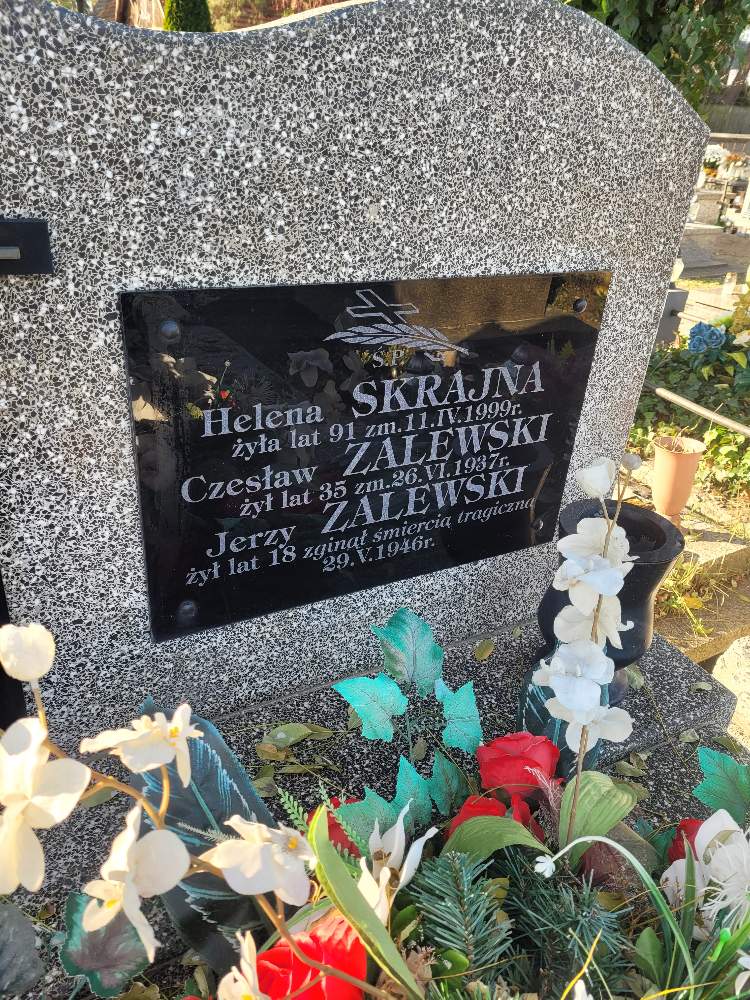 S. P.
Helena SKRAJNA
żyła lat 91 zm.11.IV.1999r.
Czesław ZALEWSKI
żył lat 35 zm.26.VI.1937r.
Jerzy ZALEWSKI
żył lat 18 zginął śmiercią tragiczną
29.V.1946r.